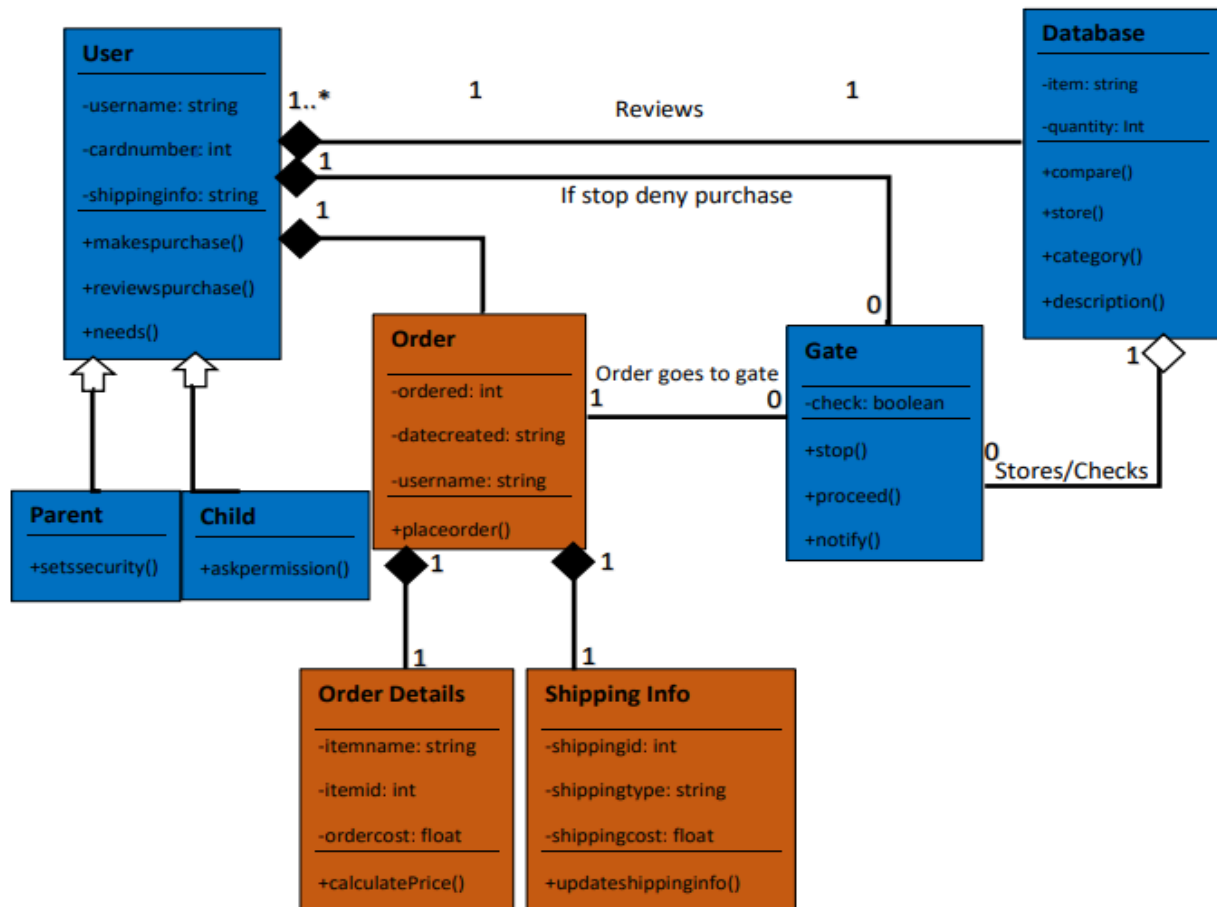 User
-username: string
-cardnumber: int
-shippinginfo: string
+makespurchase()
+reviewspurchase()
+needs()
1..*
1
Reviews
1
1
If stop deny purchase
0
1
Database
-item: string
-quantity: Int
+compare()
+store()
+category()
+description()
1
Order
-ordered: int
-datecreated: string
-username: string
+placeorder()
Order goes to gate
1
0
Gate
-check: boolean
+stop()
+proceed()
+notify()
0
Stores/Checks
Parent
+setssecurity()
Child
+askpermission()
1
1
1
1
Order Details
-itemname: string
-itemid: int
-ordercost: float
+calculatePrice()
Shipping Info
-shippingid: int
-shippingtype: string
-shippingcost: float
+updateshippinginfo()